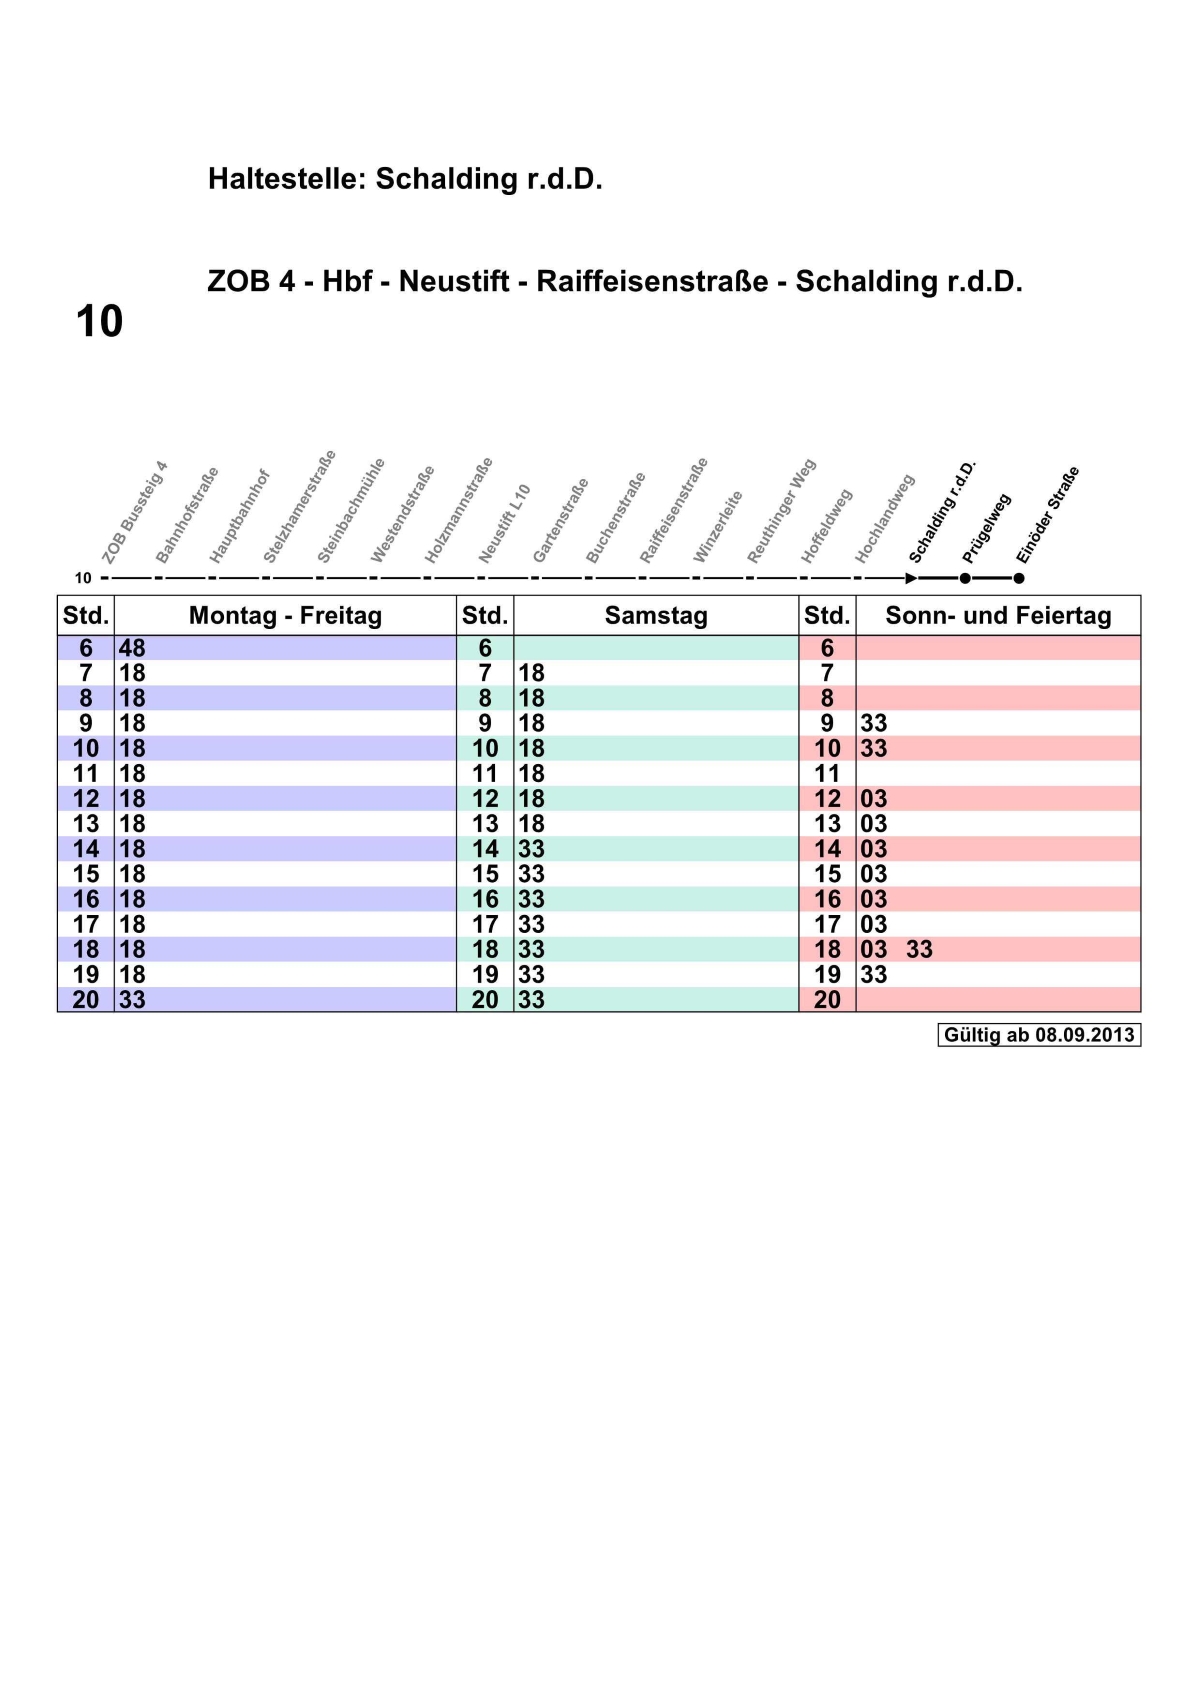 Haltestelle: Schalding r.d.D.
ZOB 4 - Hbf - Neustift - Raiffeisenstraße - Schalding r.d.D.
10
ZOB Bussteig 4
Bahnhofstraße
Hauptbahnhof
Stelzhamerstraße
Steinbachmühle
Westendstraße
Holzmannstraße
Neustift L10
Gartenstraße
Buchenstraße
Raiffeisenstraße
Winzerleite
Reuthinger Weg
Hoffeldweg
Hochlandweg
Schalding r.d.D.
Prügelweg
Einöder Straße
10
Std. Montag - Freitag Std. Samstag Std. Sonn- und Feiertag
6 48 6 6
7 18 7 18 7
8 18 8 18 8
9 18 9 18 9 33
10 18 10 18 10 33
11 18 11 18 11
12 18 12 18 12 03
13 18 13 18 13 03
14 18 14 33 14 03
15 18 15 33 15 03
16 18 16 33 16 03
17 18 17 33 17 03
18 18 18 33 18 03 33
19 18 19 33 19 33
20 33 20 33 20
Gültig ab 08.09.2013